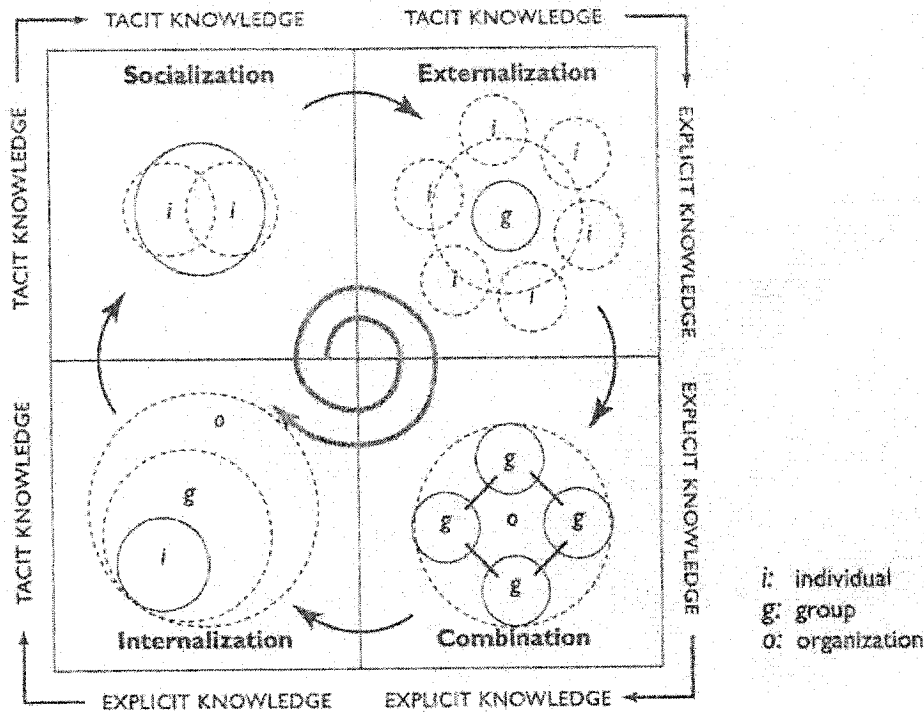 TACIT KNOWLEDGE TACIT KNOWLEDGE
Socialization Externalization
TACIT KNOWLEDGE
i i
i i i i i i
g
EXPLICIT KNOWLEDGE
TACIT KNOWLEDGE
o
g
i
g
g o g
g
EXPLICIT KNOWLEDGE
Internalization Combination
EXPLICIT KNOWLEDGE EXPLICIT KNOWLEDGE
i: individual
g: group
o: organization